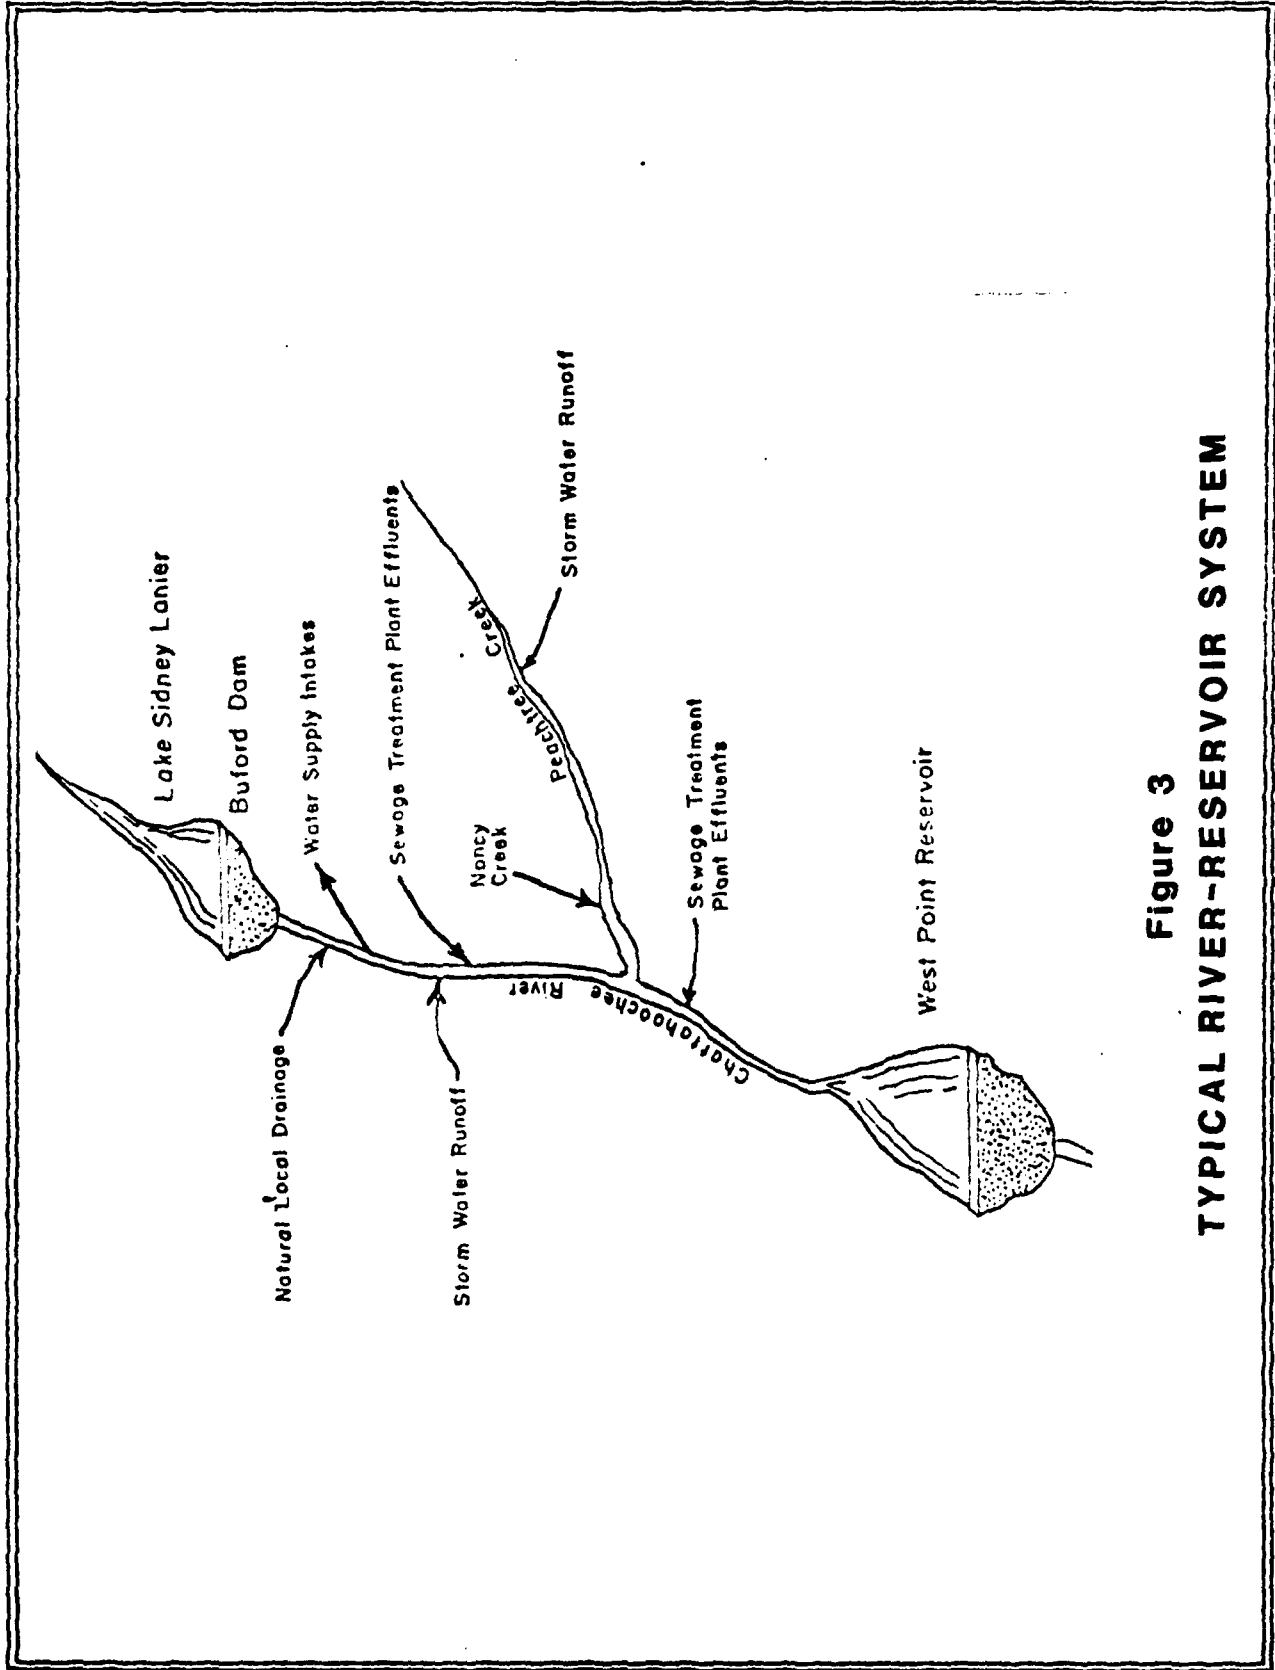 Lake Sidney Lanier
Buford Dam
Water Supply Intakes
Natural Local Drainage
Sewage Treatment Plant Effluents
Storm Water Runoff
Nancy
Creek
Peachtree Creek
Storm Water Runoff
Chattahoochee River
Sewage Treatment
Plant Effluents
West Point Reservoir
Figure 3
TYPICAL RIVER-RESERVOIR SYSTEM